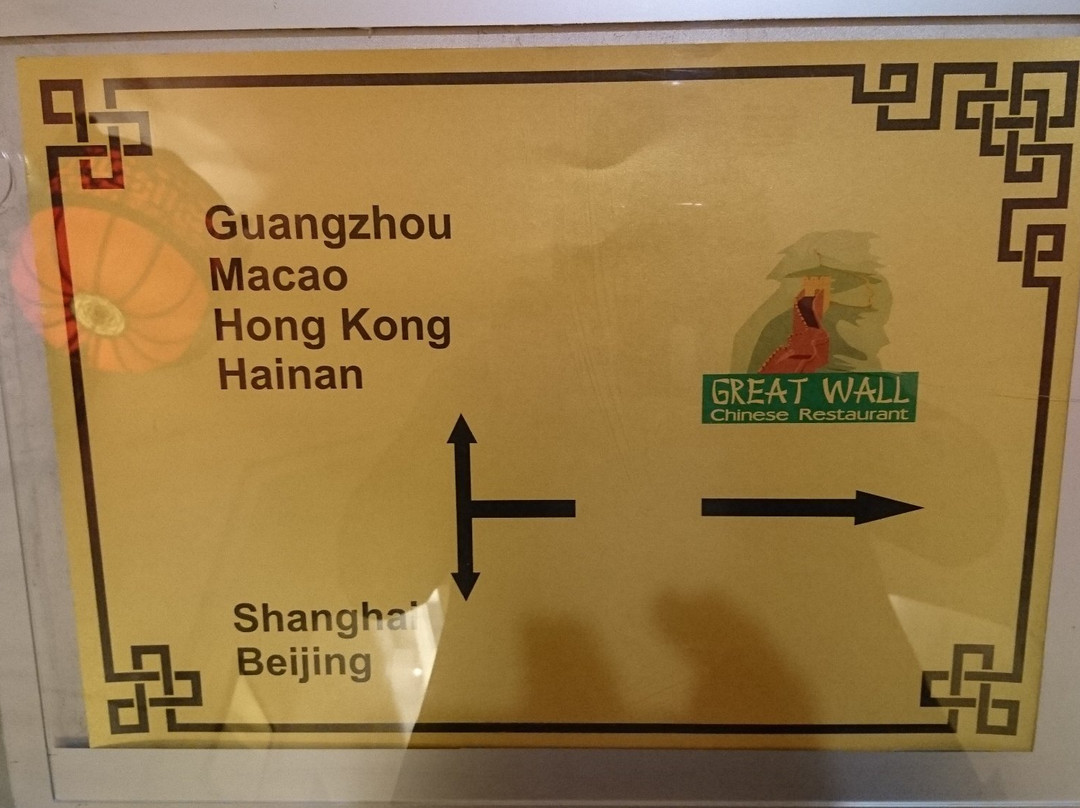 Guangzhou
Macao
Hong Kong
Hainan
GREAT WALL
Chinese Restaurant
Shanghai
Beijing